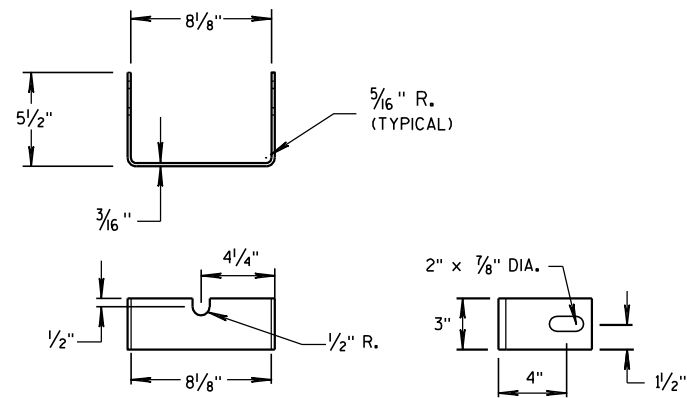 8 1/8"
5 1/2"
5/16" R.
(TYPICAL)
3/16"
4 1/4"
1/2"
1/2" R.
8 1/8"
2" x 7/8" DIA.
3"
4"
1 1/2"